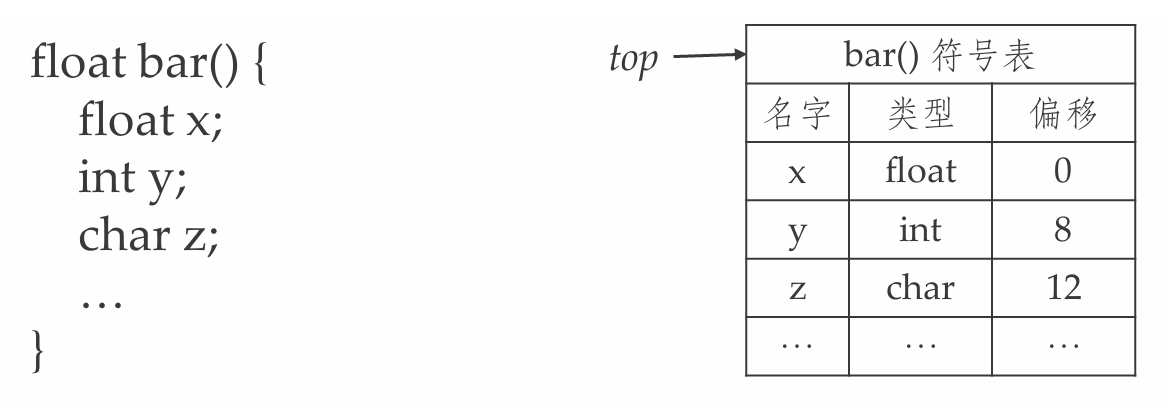 float bar() {
float x;
int y;
char z;
…
}
top
bar() 符号表
名字 类型 偏移
x float 0
y int 8
z char 12
… … …